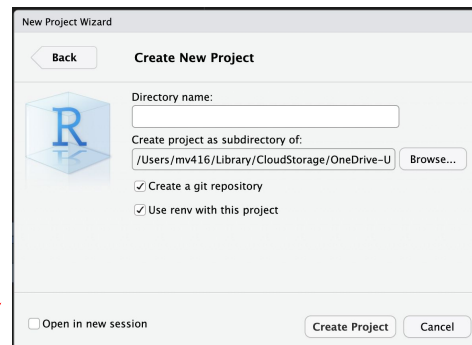 New Project Wizard
Back
Create New Project
R
Directory name:
Create project as subdirectory of:
/Users/mv416/Library/CloudStorage/OneDrive-U
Browse...
Create a git repository
Use renv with this project
Open in new session
Create Project
Cancel